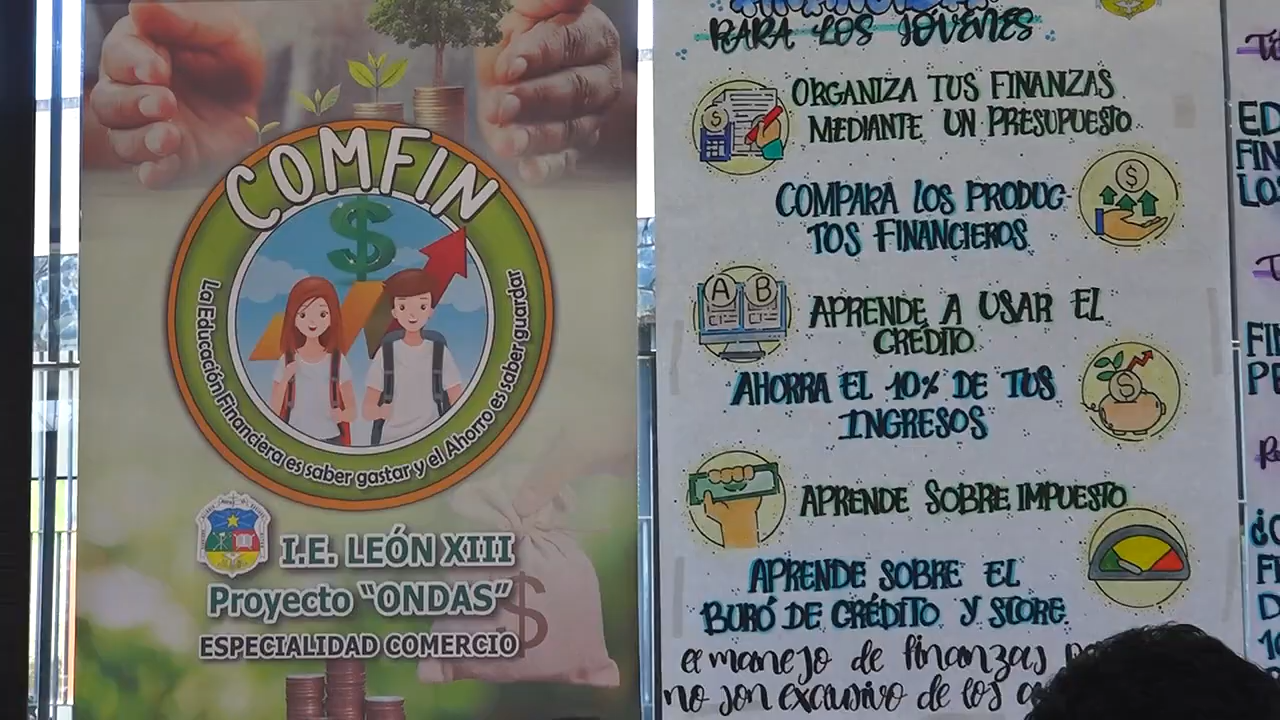 COMFIN
$
La Educación Financiera es saber gastar y el Ahorro es saber guardar
I.E. LEÓN XIII
Proyecto "ONDAS"
ESPECIALIDAD COMERCIO
$
PARA LOS JÓVENES
ORGANIZA TUS FINANZAS
MEDIANTE UN PRESUPUESTO
COMPARA LOS PRODUC-
TOS FINANCIEROS
A B
APRENDE A USAR EL
CRÉDITO
AHORRA EL 10% DE TUS
INGRESOS
APRENDE SOBRE IMPUESTO
APRENDE SOBRE EL
BURÓ DE CRÉDITO Y SCORE.
el manejo de finanzas
no son exclusivo de los
ED
FIN
LO
FI
PE